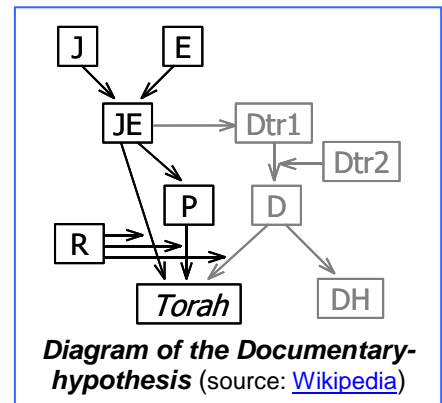 J E
JE Dtr1
Dtr2
P D
R
Torah DH
Diagram of the Documentary-
hypothesis (source: Wikipedia)